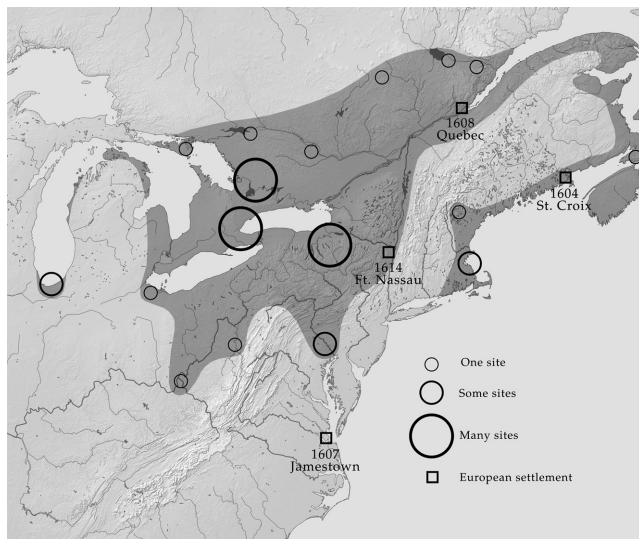 1608
Quebec
1604
St. Croix
1614
Ft. Nassau
One site
Some sites
Many sites
1607
Jamestown
European settlement